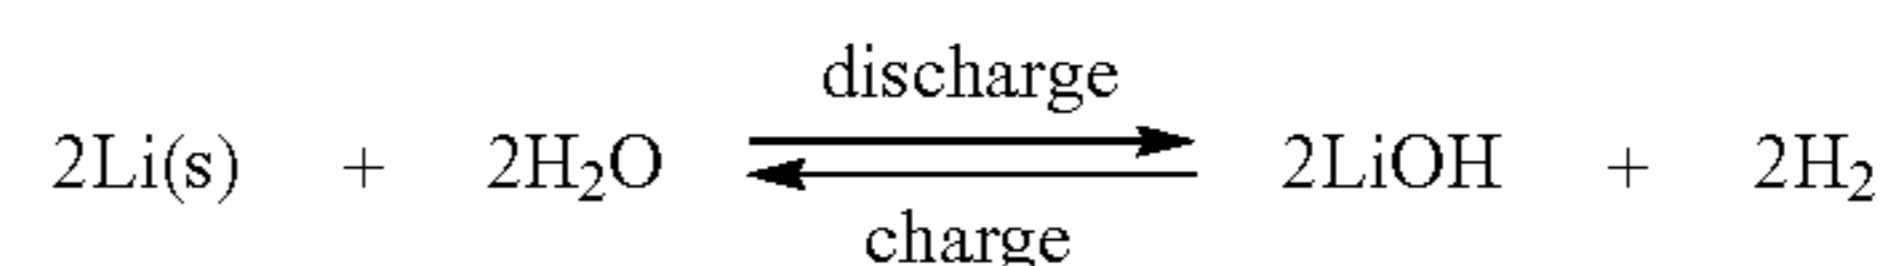 discharge
2Li(s) + 2H₂O ⇌ 2LiOH + 2H₂
charge